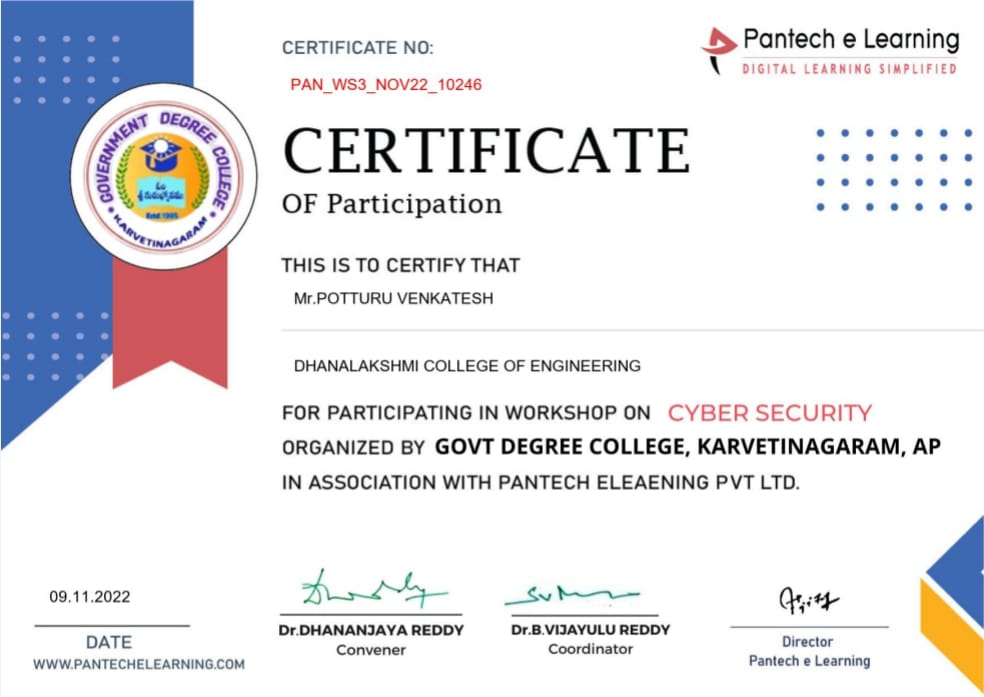 CERTIFICATE NO:
PAN_WS3_NOV22_10246
Pantech e Learning
DIGITAL LEARNING SIMPLIFIED
GOVERNMENT DEGREE COLLEGE
KARVETINAGARAM
ఓం
Estd:1995
CERTIFICATE
OF Participation
THIS IS TO CERTIFY THAT
Mr.POTTURU VENKATESH
DHANALAKSHMI COLLEGE OF ENGINEERING
FOR PARTICIPATING IN WORKSHOP ON CYBER SECURITY
ORGANIZED BY GOVT DEGREE COLLEGE, KARVETINAGARAM, AP
IN ASSOCIATION WITH PANTECH ELEAENING PVT LTD.
09.11.2022
DATE
WWW.PANTECHELEARNING.COM
Dr.DHANANJAYA REDDY
Convener
Dr.B.VIJAYULU REDDY
Coordinator
Director
Pantech e Learning